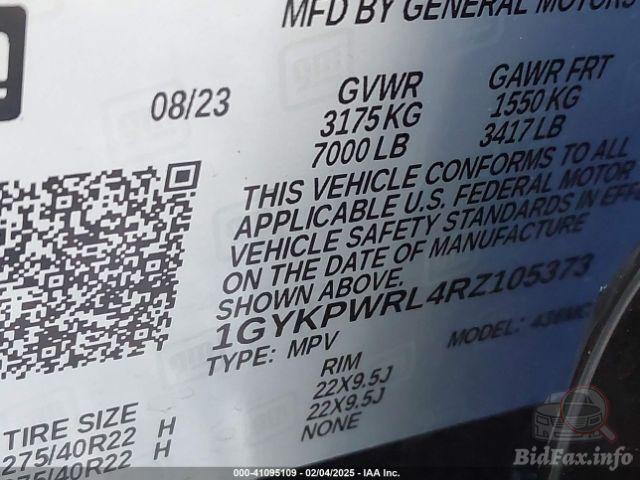 MFD BY GENERAL MOTORS
08/23
GVWR
3175 KG
7000 LB
GAWR FRT
1550 KG
3417 LB
THIS VEHICLE CONFORMS TO ALL
APPLICABLE U.S. FEDERAL MOTOR
VEHICLE SAFETY STANDARDS IN EFF
ON THE DATE OF MANUFACTURE
SHOWN ABOVE.
1GYKPWRL4RZ105373
TYPE: MPV
MODEL:
RIM
22X9.5J
22X9.5J
NONE
TIRE SIZE
275/40R22 H
275/40R22 H
000-41095109 - 02/04/2025 - IAA Inc.
BidFax.info